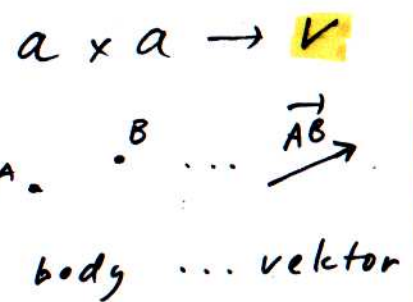 a × a → V
A B ... AB
body ... vektor